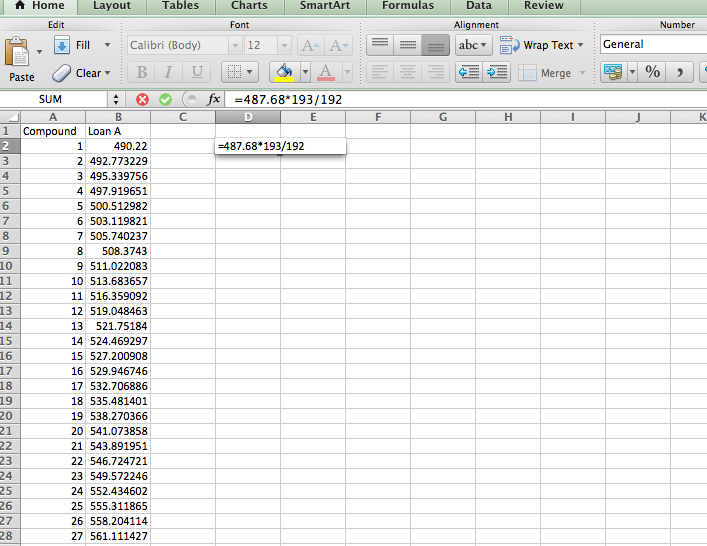 Home Layout Tables Charts SmartArt Formulas Data Review
Edit Font Alignment Number
Fill Calibri (Body) 12 A A abc Wrap Text General
Paste Clear B I U A Merge % ,
SUM fx =487.68*193/192
A B C D E F G H I J K
1 Compound Loan A
2 1 490.22 =487.68*193/192
3 2 492.773229
4 3 495.339756
5 4 497.919651
6 5 500.512982
7 6 503.119821
8 7 505.740237
9 8 508.3743
10 9 511.022083
11 10 513.683657
12 11 516.359092
13 12 519.048463
14 13 521.75184
15 14 524.469297
16 15 527.200908
17 16 529.946746
18 17 532.706886
19 18 535.481401
20 19 538.270366
21 20 541.073858
22 21 543.891951
23 22 546.724721
24 23 549.572246
25 24 552.434602
26 25 555.311865
27 26 558.204114
28 27 561.111427